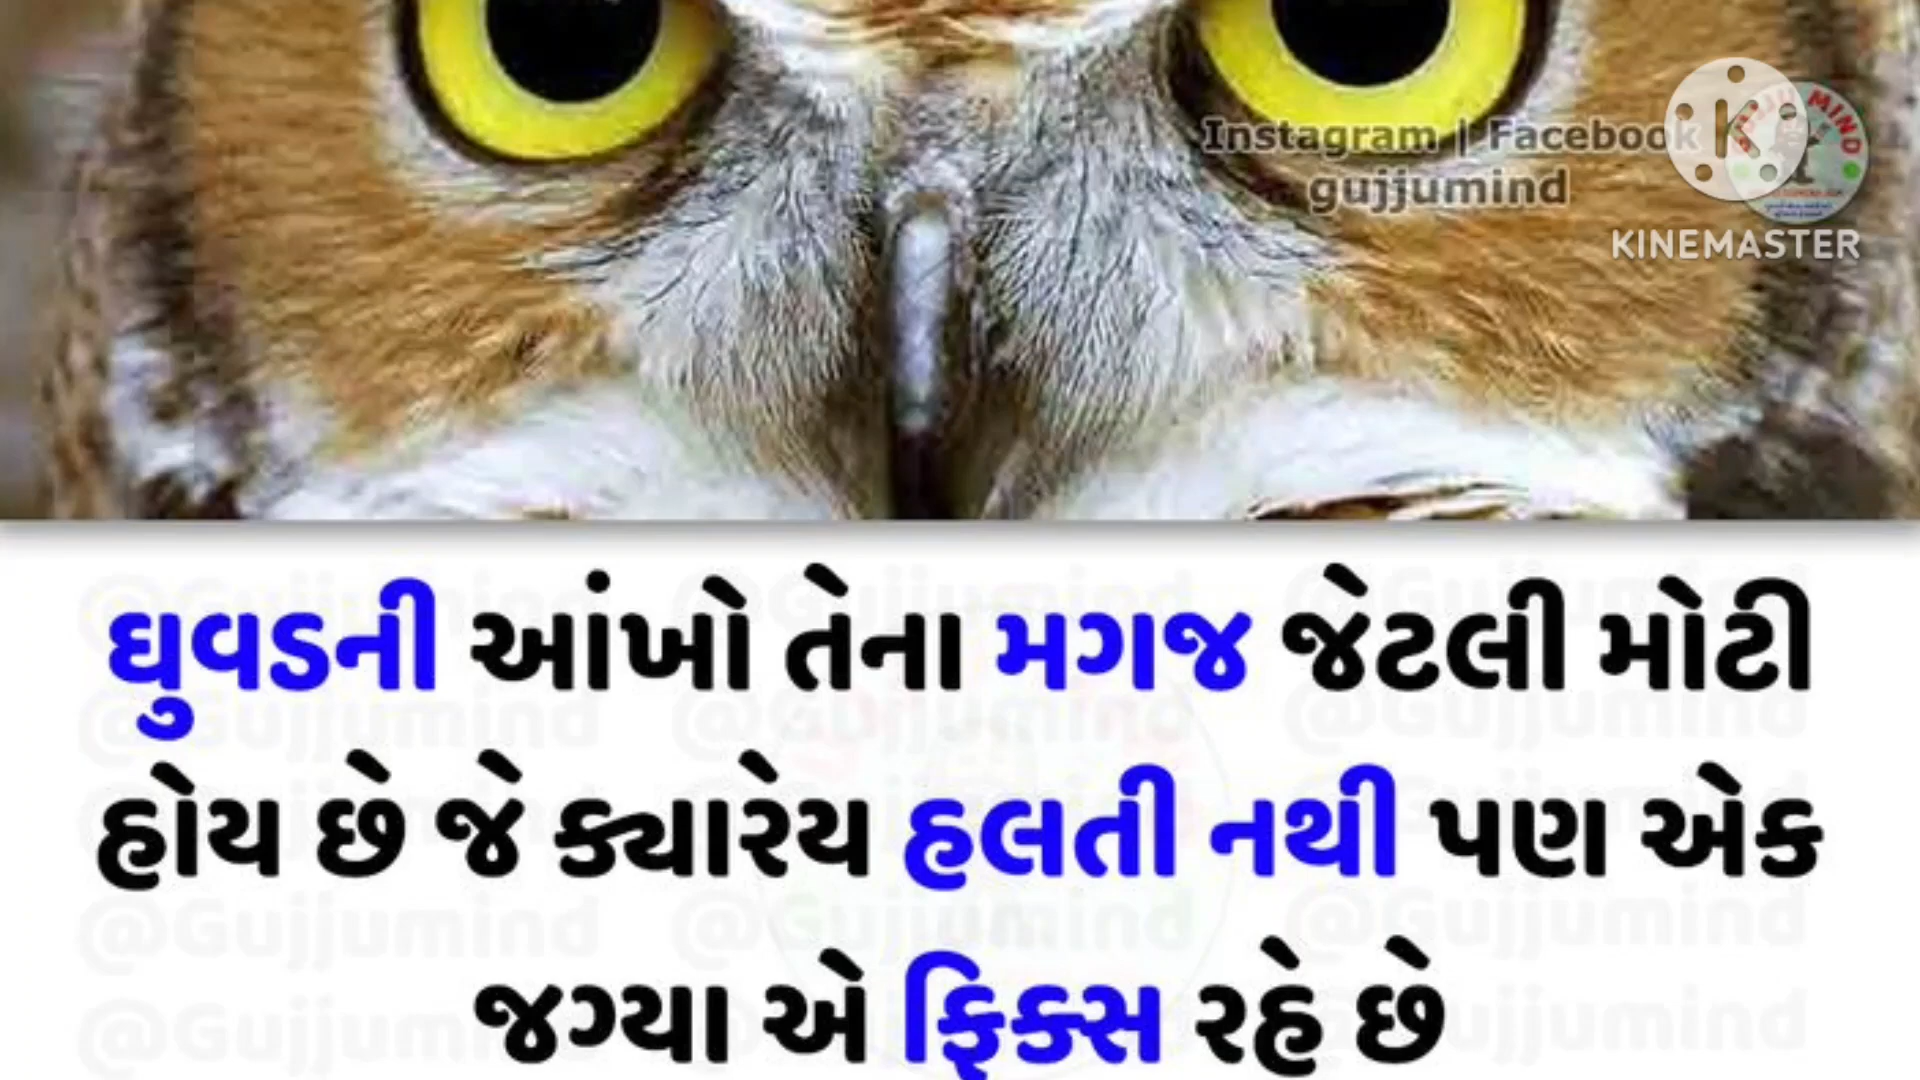 Instagram | Facebook
gujjumind
KINEMASTER
ઘુવડની આંખો તેના મગજ જેટલી મોટી
હોય છે જે ક્યારેય હલતી નથી પણ એક
જગ્યા એ ફિક્સ રહે છે